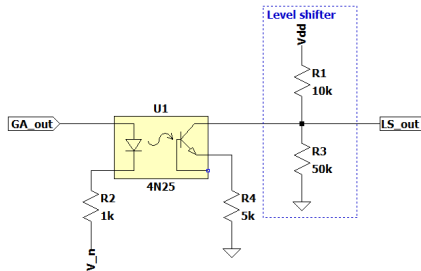 Level shifter
Vdd
R1
10k
U1
GA_out
LS_out
R3
50k
4N25
R2
1k
R4
5k
V_n